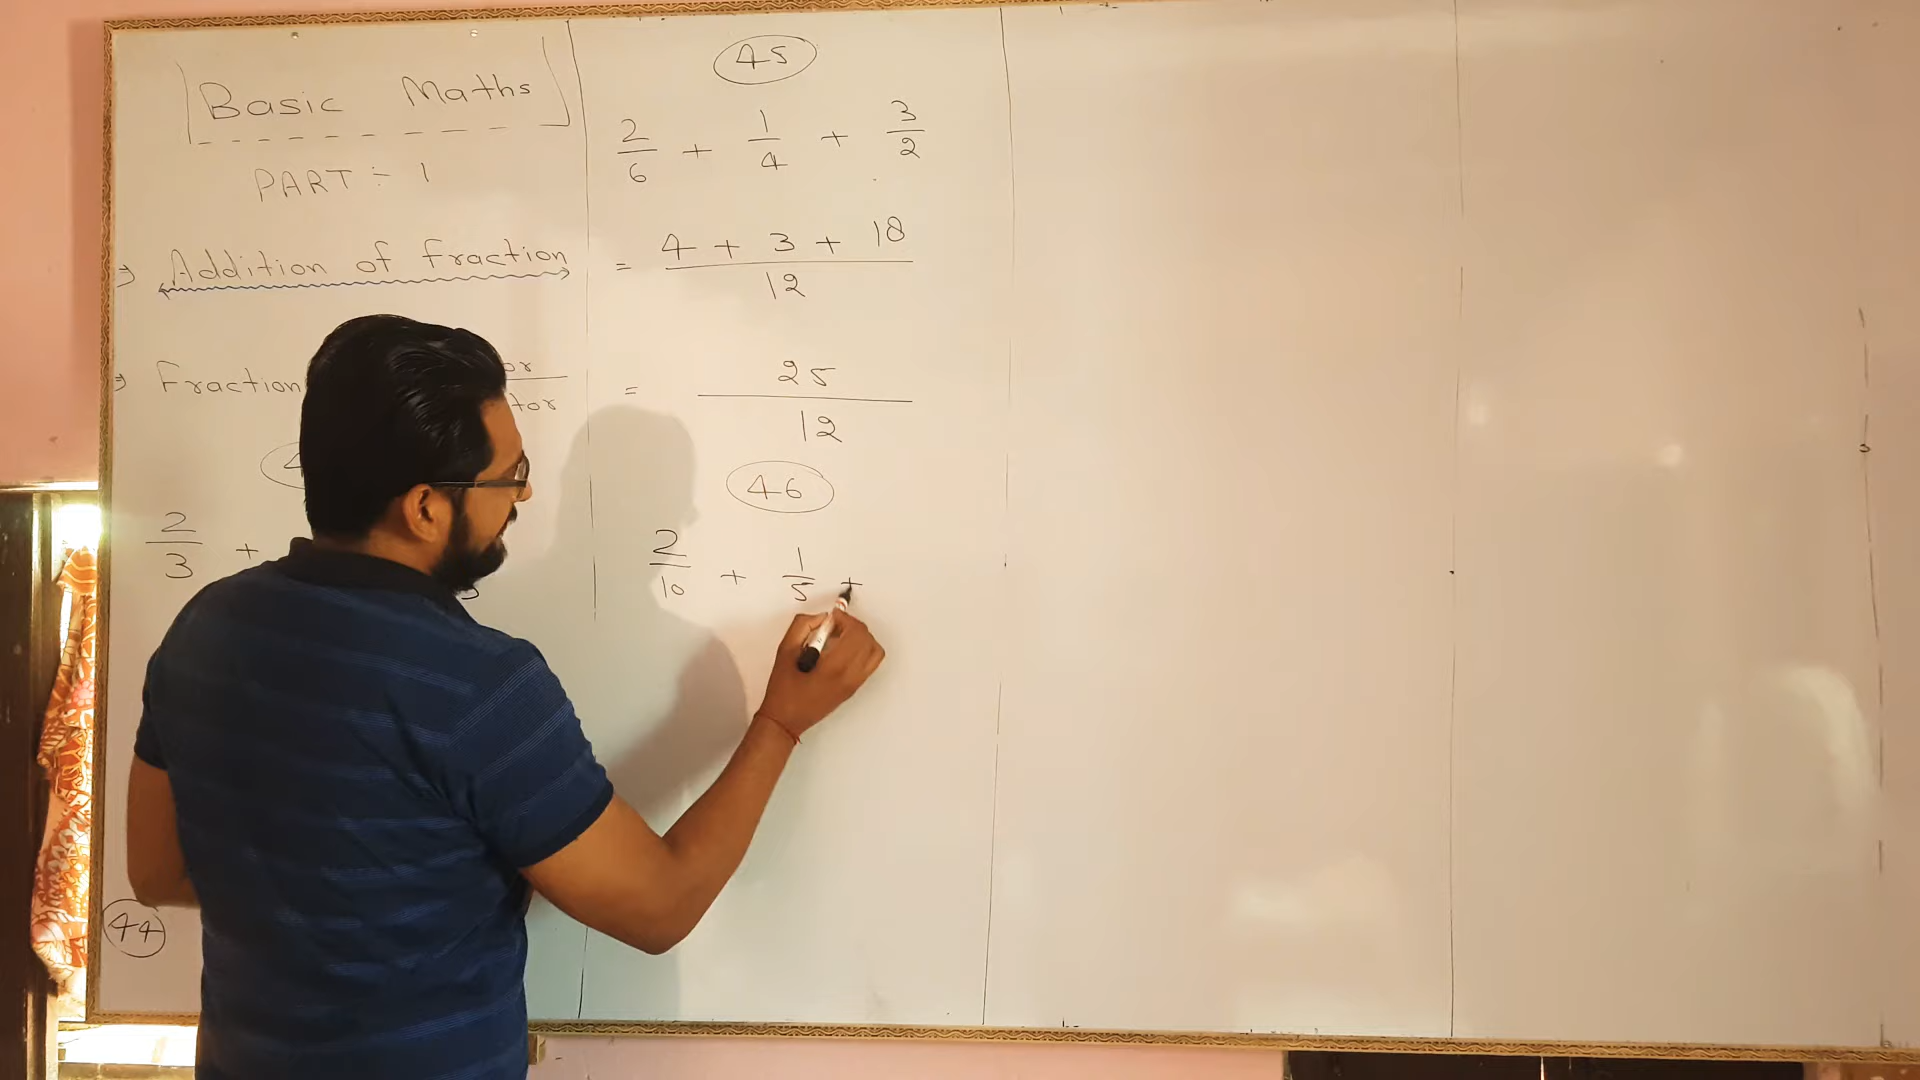 Basic Maths
PART :- 1
⇒ Addition of fraction
⇒ Fraction
2/3 +
44
45
2/6 + 1/4 + 3/2
= 4 + 3 + 18 / 12
= 25 / 12
46
2/10 + 1/5 +